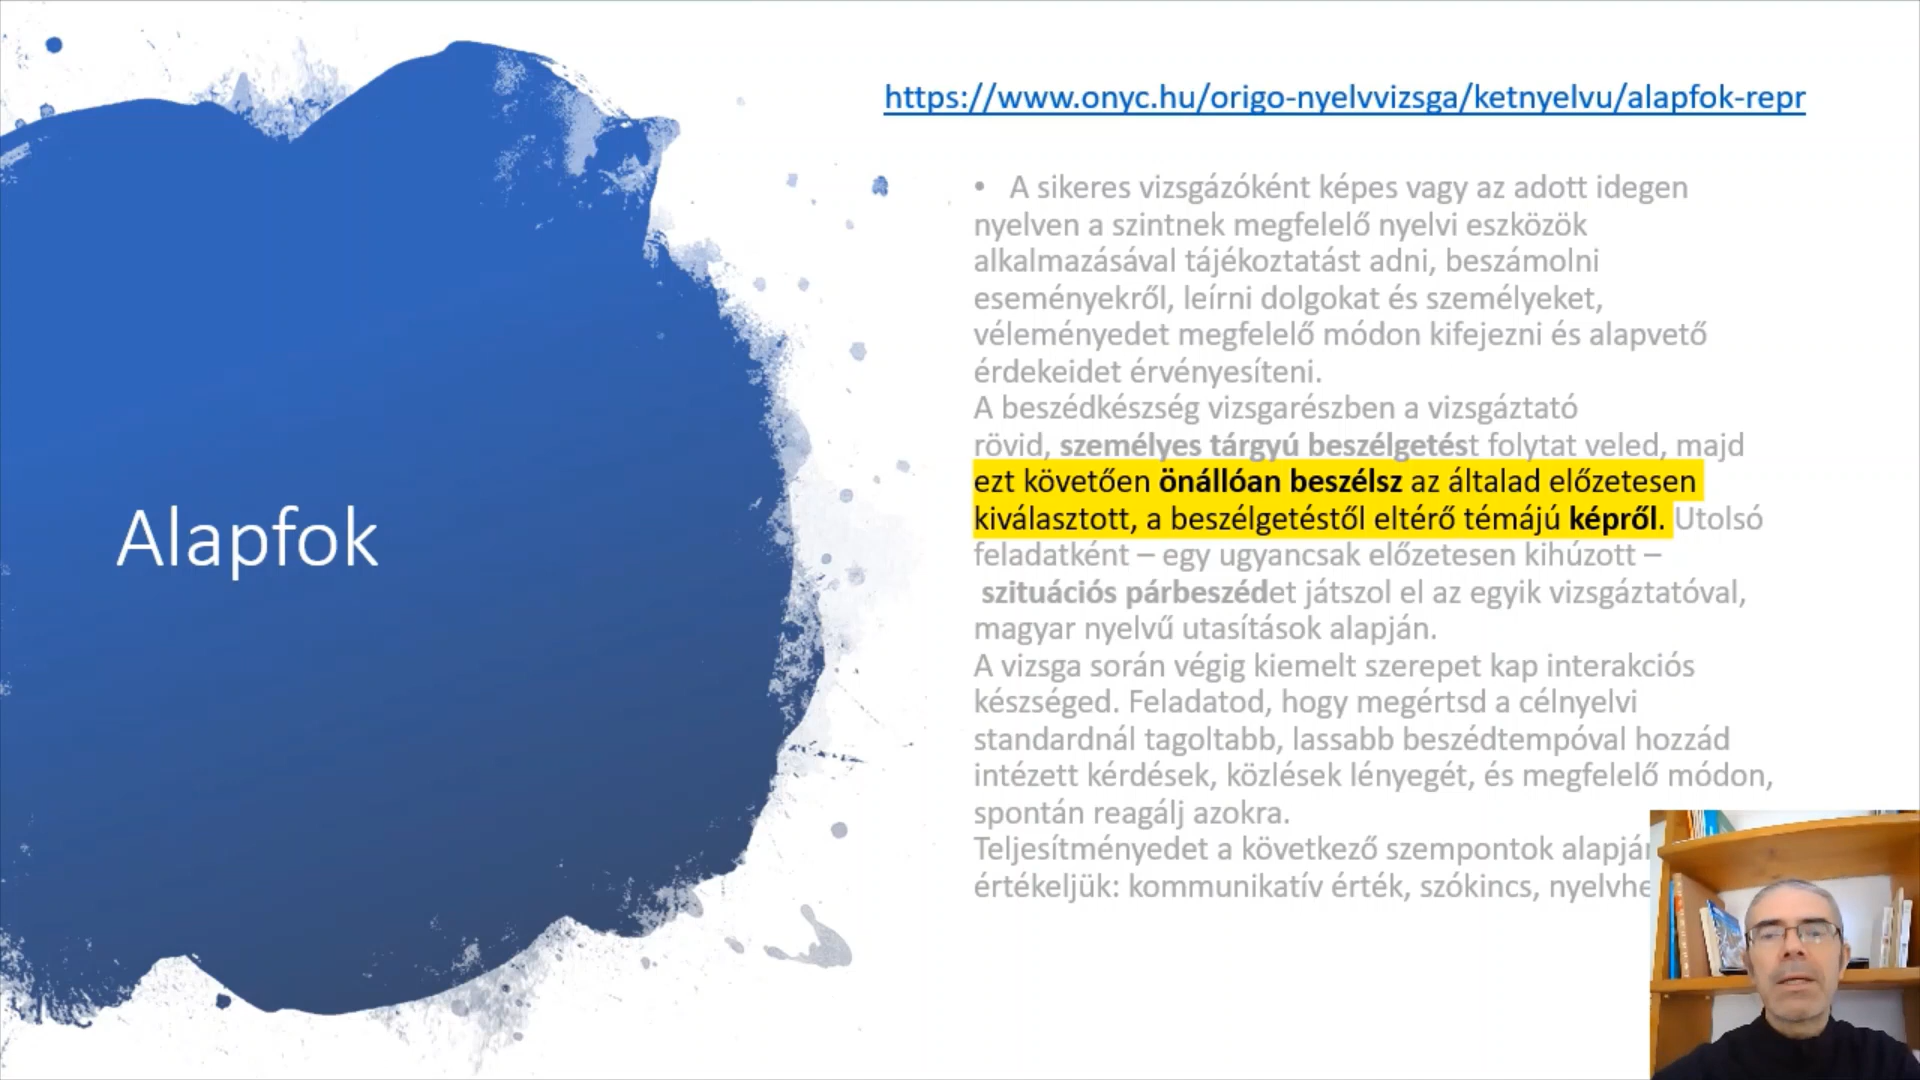 https://www.onyc.hu/origo-nyelvvizsga/ketnyelvu/alapfok-repr
• A sikeres vizsgázóként képes vagy az adott idegen
nyelven a szintnek megfelelő nyelvi eszközök
alkalmazásával tájékoztatást adni, beszámolni
eseményekről, leírni dolgokat és személyeket,
véleményedet megfelelő módon kifejezni és alapvető
érdekeidet érvényesíteni.
A beszédkészség vizsgarészben a vizsgáztató
rövid, személyes tárgyú beszélgetést folytat veled, majd
ezt követően önállóan beszélsz az általad előzetesen
kiválasztott, a beszélgetéstől eltérő témájú képről. Utolsó
feladatként – egy ugyancsak előzetesen kihúzott –
szituációs párbeszédet játszol el az egyik vizsgáztatóval,
magyar nyelvű utasítások alapján.
A vizsga során végig kiemelt szerepet kap interakciós
készséged. Feladatod, hogy megértsd a célnyelvi
standardnál tagoltabb, lassabb beszédtempóval hozzád
intézett kérdések, közlések lényegét, és megfelelő módon,
spontán reagálj azokra.
Teljesítményedet a következő szempontok alapján
értékeljük: kommunikatív érték, szókincs, nyelvhe
Alapfok